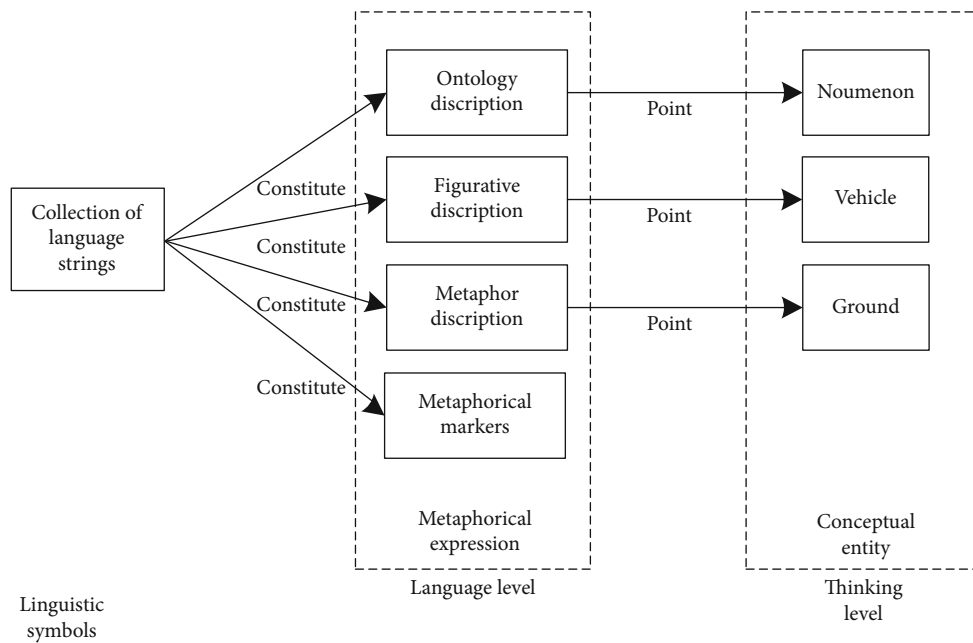 Ontology
discription
Point
Noumenon
Constitute
Figurative
discription
Point
Vehicle
Collection of
language
strings
Constitute
Constitute
Metaphor
discription
Point
Ground
Constitute
Metaphorical
markers
Metaphorical
expression
Conceptual
entity
Language level
Thinking
level
Linguistic
symbols